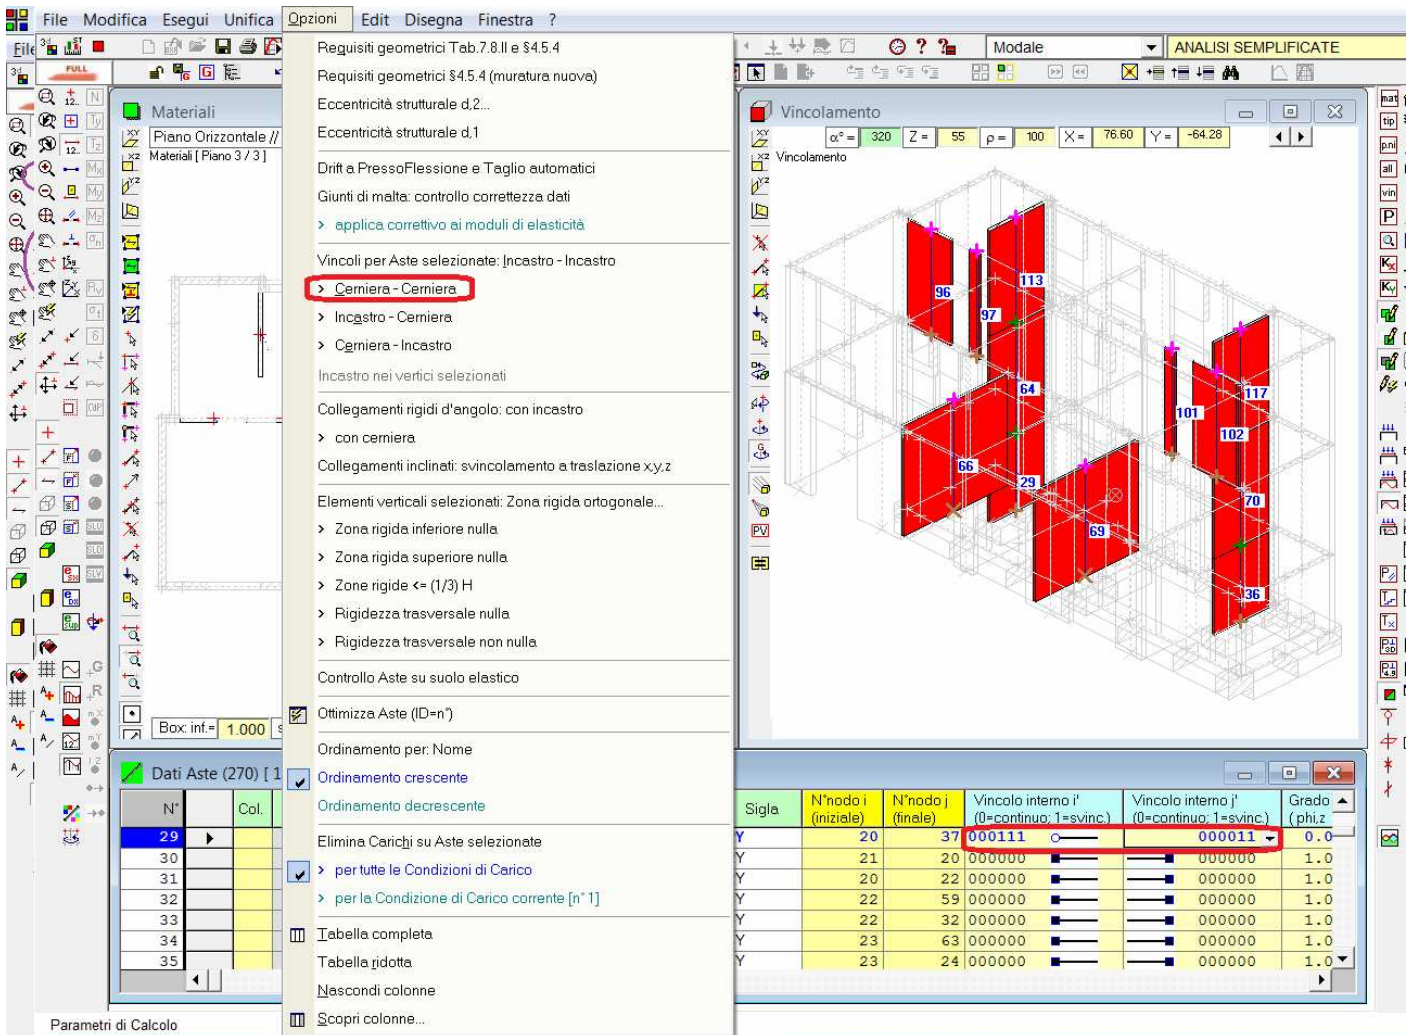 File Modifica Esegui Unifica Opzioni Edit Disegna Finestra ?
File
Modale
ANALISI SEMPLIFICATE
FULL
Materiali
Piano Orizzontale //
Materiali [ Piano 3 / 3 ]
Box: inf.= 1.000
Requisiti geometrici Tab.7.8.II e §4.5.4
Requisiti geometrici §4.5.4 (muratura nuova)
Eccentricità strutturale d,2...
Eccentricità strutturale d,1
Drift a PressoFlessione e Taglio automatici
Giunti di malta: controllo correttezza dati
> applica correttivo ai moduli di elasticità
Vincoli per Aste selezionate: Incastro - Incastro
> Cerniera - Cerniera
> Incastro - Cerniera
> Cerniera - Incastro
Incastro nei vertici selezionati
Collegamenti rigidi d'angolo: con incastro
> con cerniera
Collegamenti inclinati: svincolamento a traslazione x,y,z
Elementi verticali selezionati: Zona rigida ortogonale...
> Zona rigida inferiore nulla
> Zona rigida superiore nulla
> Zone rigide <= (1/3) H
> Rigidezza trasversale nulla
> Rigidezza trasversale non nulla
Controllo Aste su suolo elastico
Ottimizza Aste (ID=n°)
Ordinamento per: Nome
Ordinamento crescente
Ordinamento decrescente
Elimina Carichi su Aste selezionate
> per tutte le Condizioni di Carico
> per la Condizione di Carico corrente [n°1]
Tabella completa
Tabella ridotta
Nascondi colonne
Scopri colonne...
Vincolamento
α°= 320 Z= 55 ρ= 100 X= 76.60 Y= -64.28
Vincolamento
96
113
97
64
117
101
102
66
29
70
69
36
Dati Aste (270) [ 1
N° Col. Sigla N°nodo i (iniziale) N°nodo j (finale) Vincolo interno i' (0=continuo; 1=svinc.) Vincolo interno j' (0=continuo; 1=svinc.) Grado (phi,z
29 Y 20 37 000111 000011 0.0
30 Y 21 20 000000 000000 1.0
31 Y 20 22 000000 000000 1.0
32 Y 22 59 000000 000000 1.0
33 Y 22 32 000000 000000 1.0
34 Y 23 63 000000 000000 1.0
35 Y 23 24 000000 000000 1.0
Parametri di Calcolo